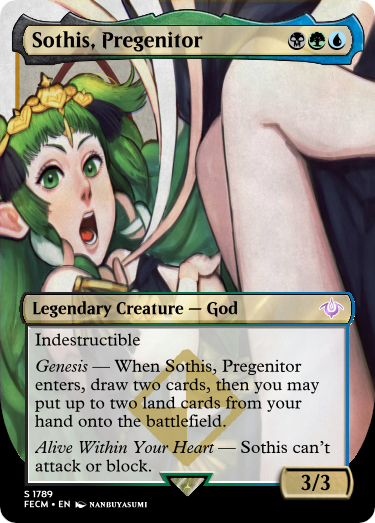 Sothis, Pregenitor
Legendary Creature — God
Indestructible
Genesis — When Sothis, Pregenitor
enters, draw two cards, then you may
put up to two land cards from your
hand onto the battlefield.
Alive Within Your Heart — Sothis can't
attack or block.
3/3
S 1789
FECM • EN NANBUYASUMI